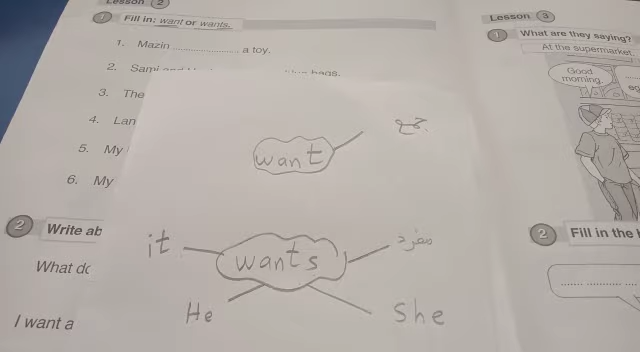 Lesson 2
1 Fill in: want or wants.
1. Mazin .................... a toy.
2. Sami
3. The
4. Lan
5. My
6. My
2 Write ab
What do
I want a
want جمع
it wants مفرد
He She
Lesson 3
1 What are they saying?
At the supermarket.
Good
morning.
eg
2 Fill in the